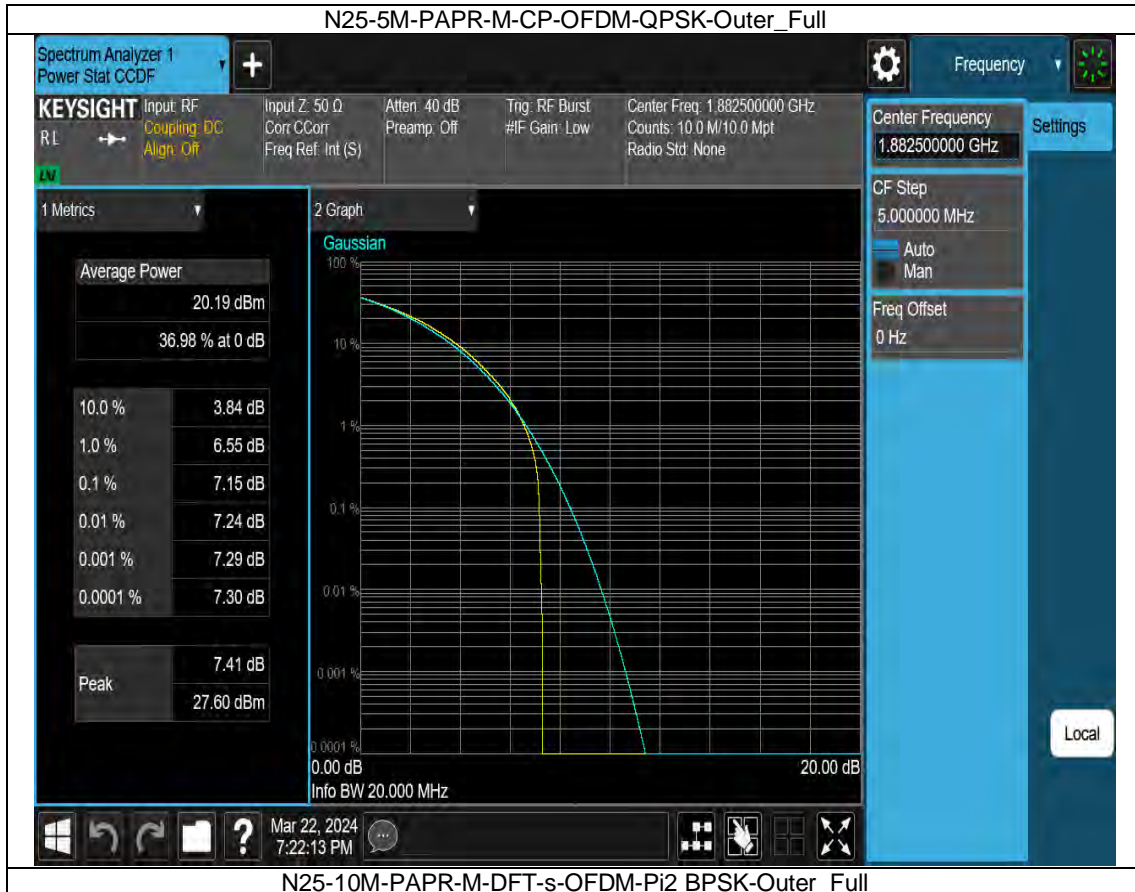 N25-5M-PAPR-M-CP-OFDM-QPSK-Outer_Full
Spectrum Analyzer 1
Power Stat CCDF
Frequency
KEYSIGHT
R L
LXI
Input: RF
Coupling: DC
Align: Off
Input Z: 50 Ω
Corr CCorr
Freq Ref: Int (S)
Atten: 40 dB
Preamp: Off
Trig: RF Burst
#IF Gain: Low
Center Freq: 1.882500000 GHz
Counts: 10.0 M/10.0 Mpt
Radio Std: None
Center Frequency
1.882500000 GHz
Settings
CF Step
5.000000 MHz
Auto
Man
Freq Offset
0 Hz
1 Metrics
Average Power
20.19 dBm
36.98 % at 0 dB
10.0 % 3.84 dB
1.0 % 6.55 dB
0.1 % 7.15 dB
0.01 % 7.24 dB
0.001 % 7.29 dB
0.0001 % 7.30 dB
Peak
7.41 dB
27.60 dBm
2 Graph
Gaussian
100 %
10 %
1 %
0.1 %
0.01 %
0.001 %
0.0001 %
0.00 dB
20.00 dB
Info BW 20.000 MHz
Local
?
Mar 22, 2024
7:22:13 PM
N25-10M-PAPR-M-DFT-s-OFDM-Pi2 BPSK-Outer_Full